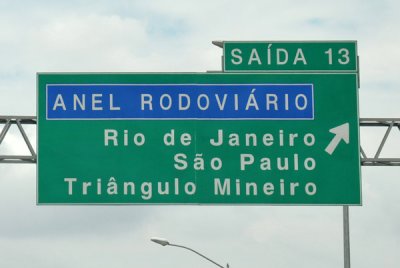 SAÍDA 13
ANEL RODOVIÁRIO
Rio de Janeiro
São Paulo
Triângulo Mineiro